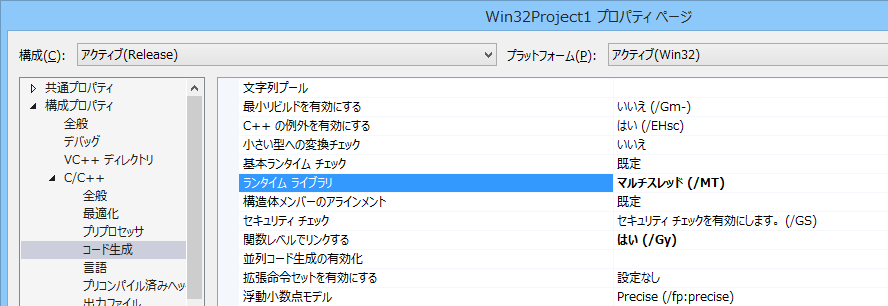 Win32Project1 プロパティ ページ
構成(C): アクティブ(Release) プラットフォーム(P): アクティブ(Win32)
共通プロパティ
構成プロパティ
全般
デバッグ
VC++ ディレクトリ
C/C++
全般
最適化
プリプロセッサ
コード生成
言語
プリコンパイル済みヘッ
出力ファイル
文字列プール
最小リビルドを有効にする いいえ (/Gm-)
C++ の例外を有効にする はい (/EHsc)
小さい型への変換チェック いいえ
基本ランタイム チェック 既定
ランタイム ライブラリ マルチスレッド (/MT)
構造体メンバーのアラインメント 既定
セキュリティ チェック セキュリティ チェックを有効にします。 (/GS)
関数レベルでリンクする はい (/Gy)
並列コード生成の有効化
拡張命令セットを有効にする 設定なし
浮動小数点モデル Precise (/fp:precise)